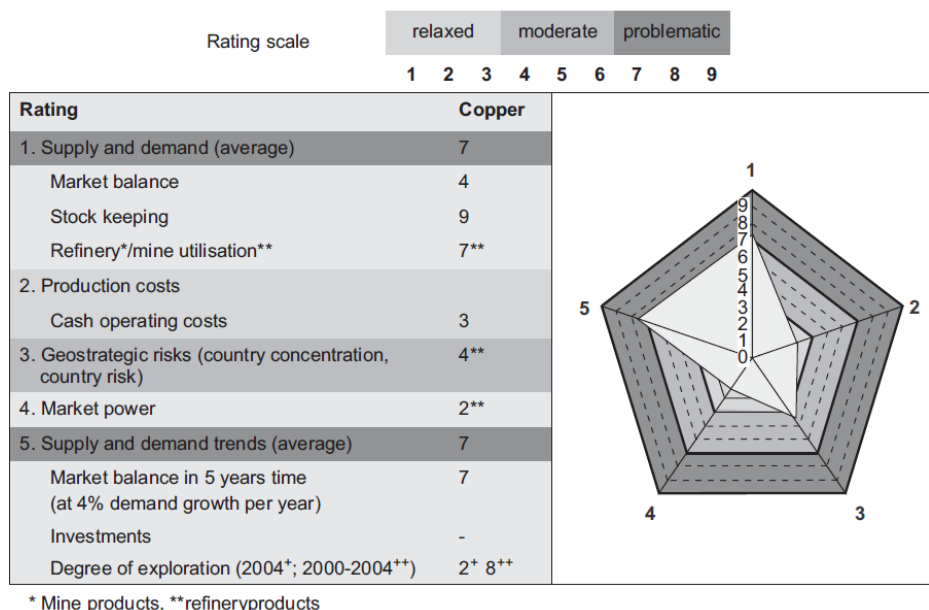 Rating scale
relaxed moderate problematic
1 2 3 4 5 6 7 8 9
Rating Copper
1. Supply and demand (average) 7
Market balance 4
Stock keeping 9
Refinery*/mine utilisation** 7**
2. Production costs
Cash operating costs 3
3. Geostrategic risks (country concentration,
country risk) 4**
4. Market power 2**
5. Supply and demand trends (average) 7
Market balance in 5 years time 7
(at 4% demand growth per year)
Investments -
Degree of exploration (2004⁺; 2000-2004⁺⁺) 2⁺ 8⁺⁺
1
9
8
7
6
5
4
3
2
1
0
5
2
4
3
* Mine products, **refineryproducts